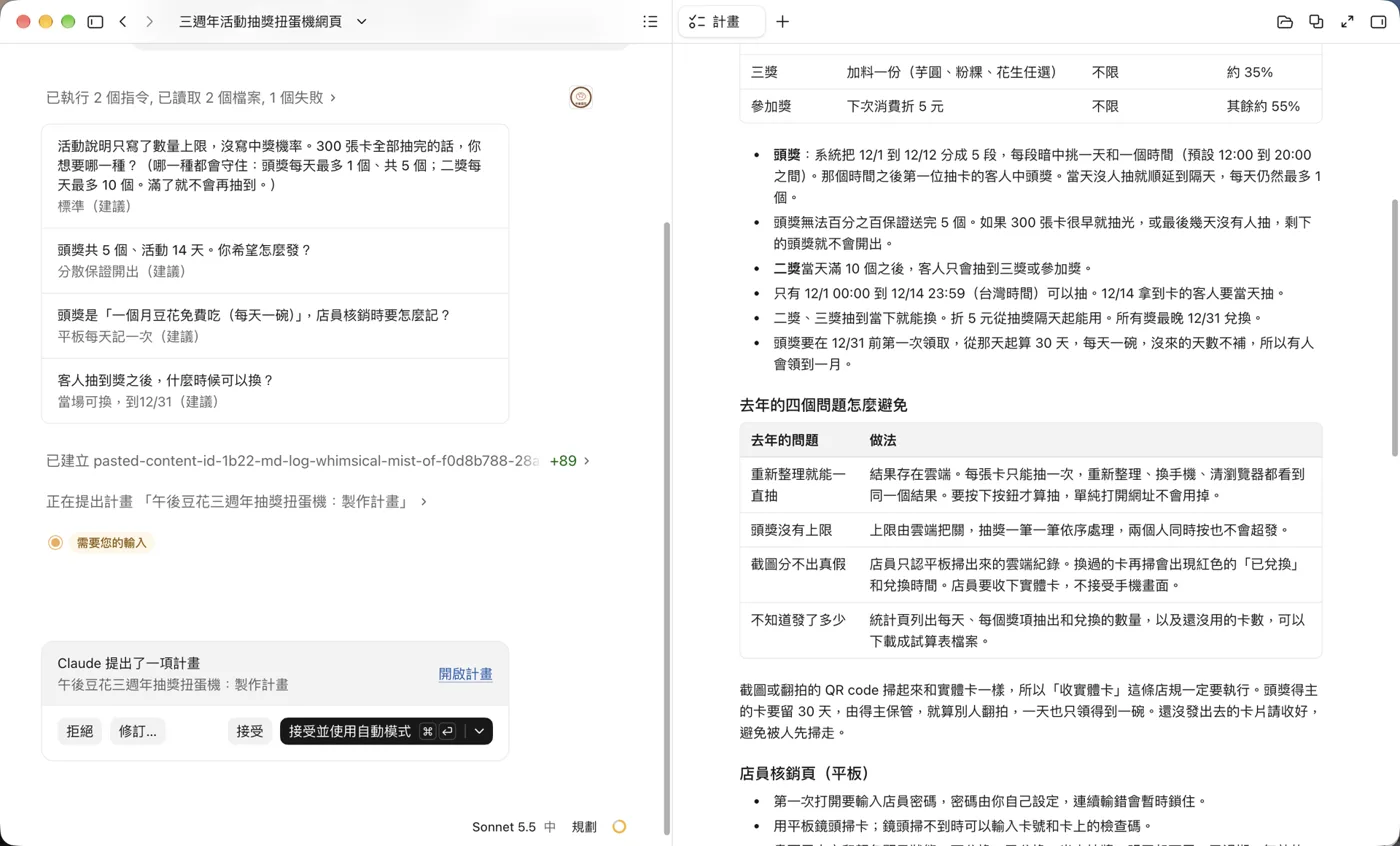 三週年活動抽獎扭蛋機網頁
已執行 2 個指令, 已讀取 2 個檔案, 1 個失敗
活動說明只寫了數量上限，沒寫中獎機率。300 張卡全部抽完的話，你
想要哪一種？（哪一種都會守住：頭獎每天最多 1 個、共 5 個；二獎每
天最多 10 個。滿了就不會再抽到。）
標準（建議）
頭獎共 5 個、活動 14 天。你希望怎麼發？
分散保證開出（建議）
頭獎是「一個月豆花免費吃（每天一碗）」，店員核銷時要怎麼記？
平板每天記一次（建議）
客人抽到獎之後，什麼時候可以換？
當場可換，到12/31（建議）
已建立 pasted-content-id-1b22-md-log-whimsical-mist-of-f0d8b788-28a +89
正在提出計畫 「午後豆花三週年抽獎扭蛋機：製作計畫」
需要您的輸入
Claude 提出了一項計畫
午後豆花三週年抽獎扭蛋機：製作計畫
開啟計畫
拒絕 修訂... 接受 接受並使用自動模式 ⌘
Sonnet 5.5 中 規劃
計畫
三獎 加料一份（芋圓、粉粿、花生任選） 不限 約 35%
參加獎 下次消費折 5 元 不限 其餘約 55%
頭獎：系統把 12/1 到 12/12 分成 5 段，每段暗中挑一天和一個時間（預設 12:00 到 20:00
之間）。那個時間之後第一位抽卡的客人中頭獎。當天沒人抽就順延到隔天，每天仍然最多 1
個。
頭獎無法百分之百保證送完 5 個。如果 300 張卡很早就抽光，或最後幾天沒有人抽，剩下
的頭獎就不會開出。
二獎當天滿 10 個之後，客人只會抽到三獎或參加獎。
只有 12/1 00:00 到 12/14 23:59（台灣時間）可以抽。12/14 拿到卡的客人要當天抽。
二獎、三獎抽到當下就能換。折 5 元從抽獎隔天起能用。所有獎最晚 12/31 兌換。
頭獎要在 12/31 前第一次領取，從那天起算 30 天，每天一碗，沒來的天數不補，所以有人
會領到一月。
去年的四個問題怎麼避免
去年的問題 做法
重新整理就能一
直抽
結果存在雲端。每張卡只能抽一次，重新整理、換手機、清瀏覽器都看到
同一個結果。要按下按鈕才算抽，單純打開網址不會用掉。
頭獎沒有上限 上限由雲端把關，抽獎一筆一筆依序處理，兩個人同時按也不會超發。
截圖分不出真假
店員只認平板掃出來的雲端紀錄。換過的卡再掃會出現紅色的「已兌換」
和兌換時間。店員要收下實體卡，不接受手機畫面。
不知道發了多少
統計頁列出每天、每個獎項抽出和兌換的數量，以及還沒用的卡數，可以
下載成試算表檔案。
截圖或翻拍的 QR code 掃起來和實體卡一樣，所以「收實體卡」這條店規一定要執行。頭獎得主
的卡要留 30 天，由得主保管，就算別人翻拍，一天也只領得到一碗。還沒發出去的卡片請收好，
避免被人先掃走。
店員核銷頁（平板）
第一次打開要輸入店員密碼，密碼由你自己設定，連續輸錯會暫時鎖住。
用平板鏡頭掃卡；鏡頭掃不到時可以輸入卡號和卡上的檢查碼。